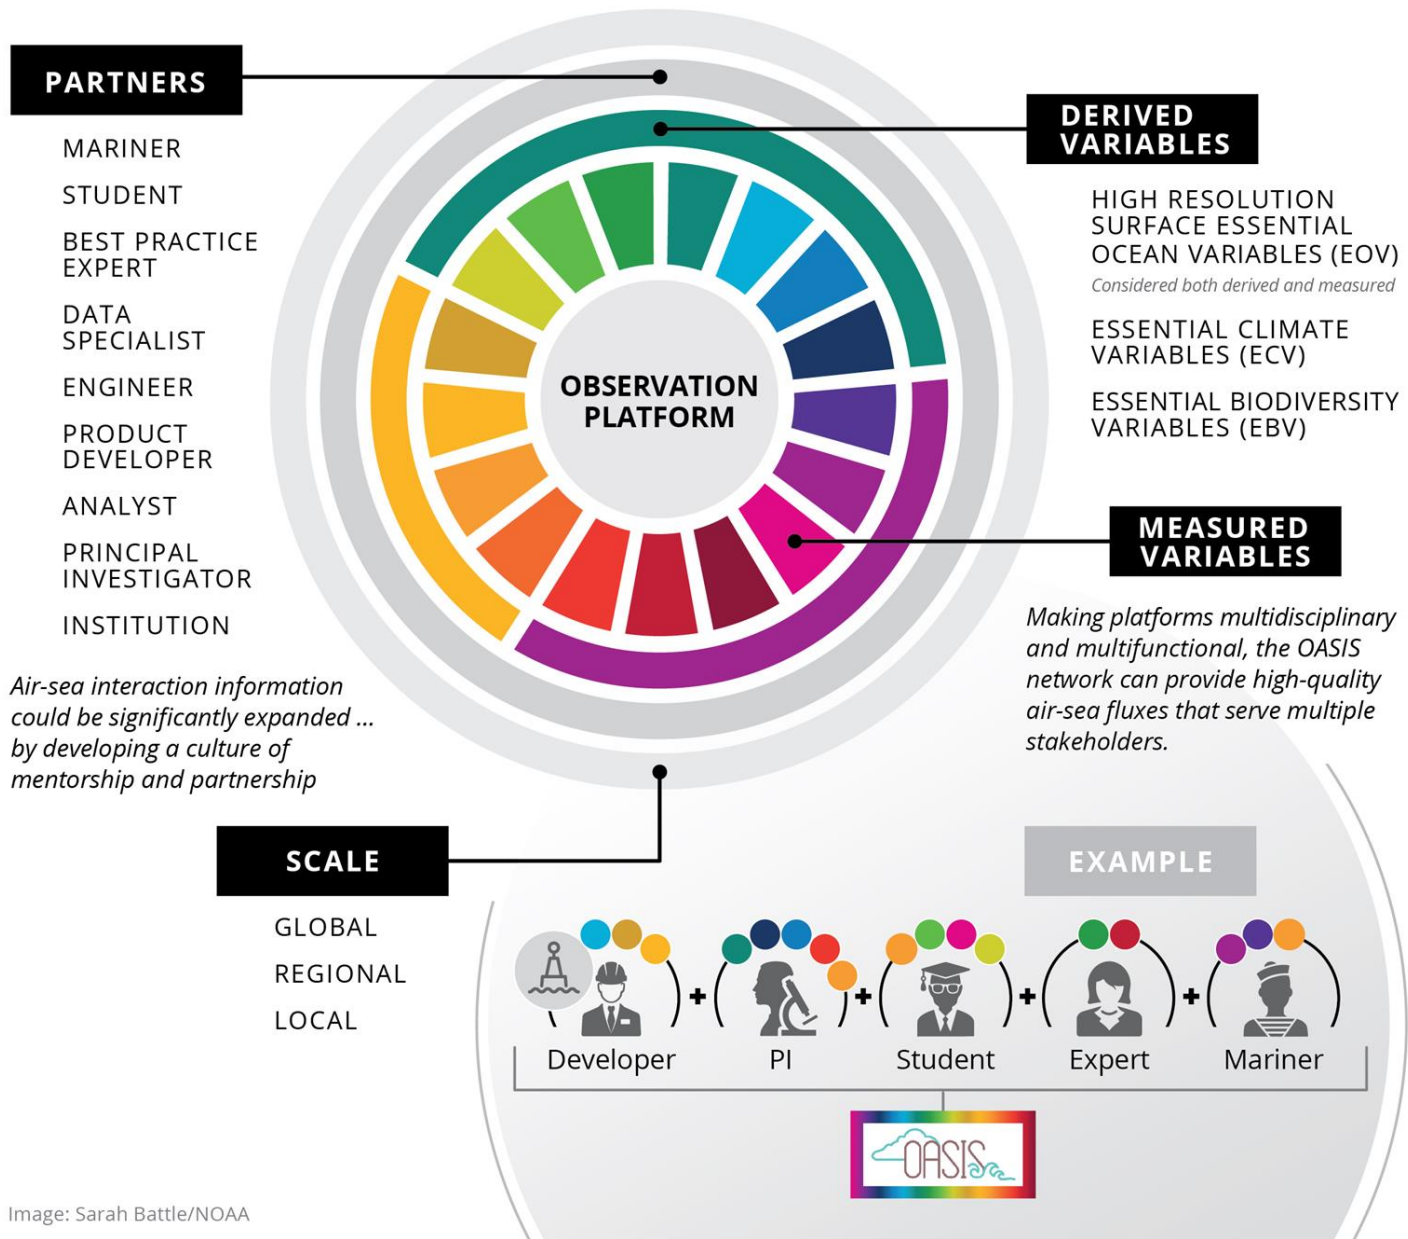 PARTNERS
MARINER
STUDENT
BEST PRACTICE
EXPERT
DATA
SPECIALIST
ENGINEER
PRODUCT
DEVELOPER
ANALYST
PRINCIPAL
INVESTIGATOR
INSTITUTION
Air-sea interaction information
could be significantly expanded ...
by developing a culture of
mentorship and partnership
OBSERVATION
PLATFORM
DERIVED
VARIABLES
HIGH RESOLUTION
SURFACE ESSENTIAL
OCEAN VARIABLES (EOV)
Considered both derived and measured
ESSENTIAL CLIMATE
VARIABLES (ECV)
ESSENTIAL BIODIVERSITY
VARIABLES (EBV)
MEASURED
VARIABLES
Making platforms multidisciplinary
and multifunctional, the OASIS
network can provide high-quality
air-sea fluxes that serve multiple
stakeholders.
SCALE
GLOBAL
REGIONAL
LOCAL
EXAMPLE
+ + + +
Developer PI Student Expert Mariner
OASIS
Image: Sarah Battle/NOAA